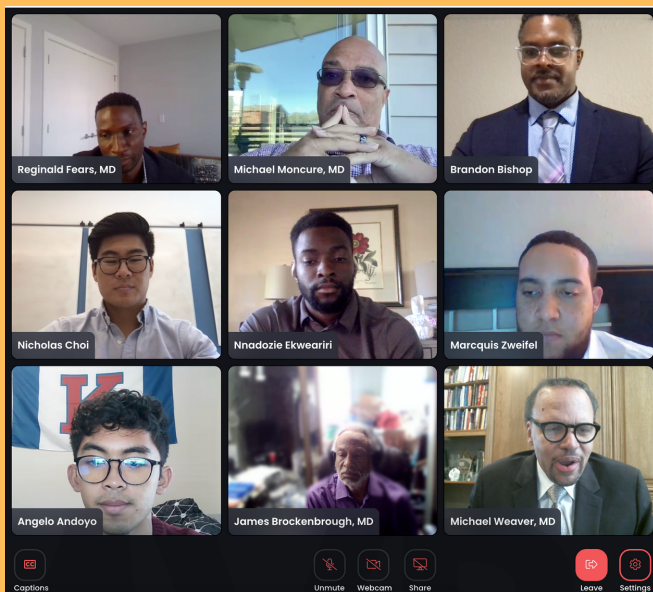 Reginald Fears, MD
Michael Moncure, MD
Brandon Bishop
Nicholas Choi
Nnadozie Ekweariri
Marcquis Zweifel
K
Angelo Andoyo
James Brockenbrough, MD
Michael Weaver, MD
CC
Captions
Unmute
Webcam
Share
Leave
Settings